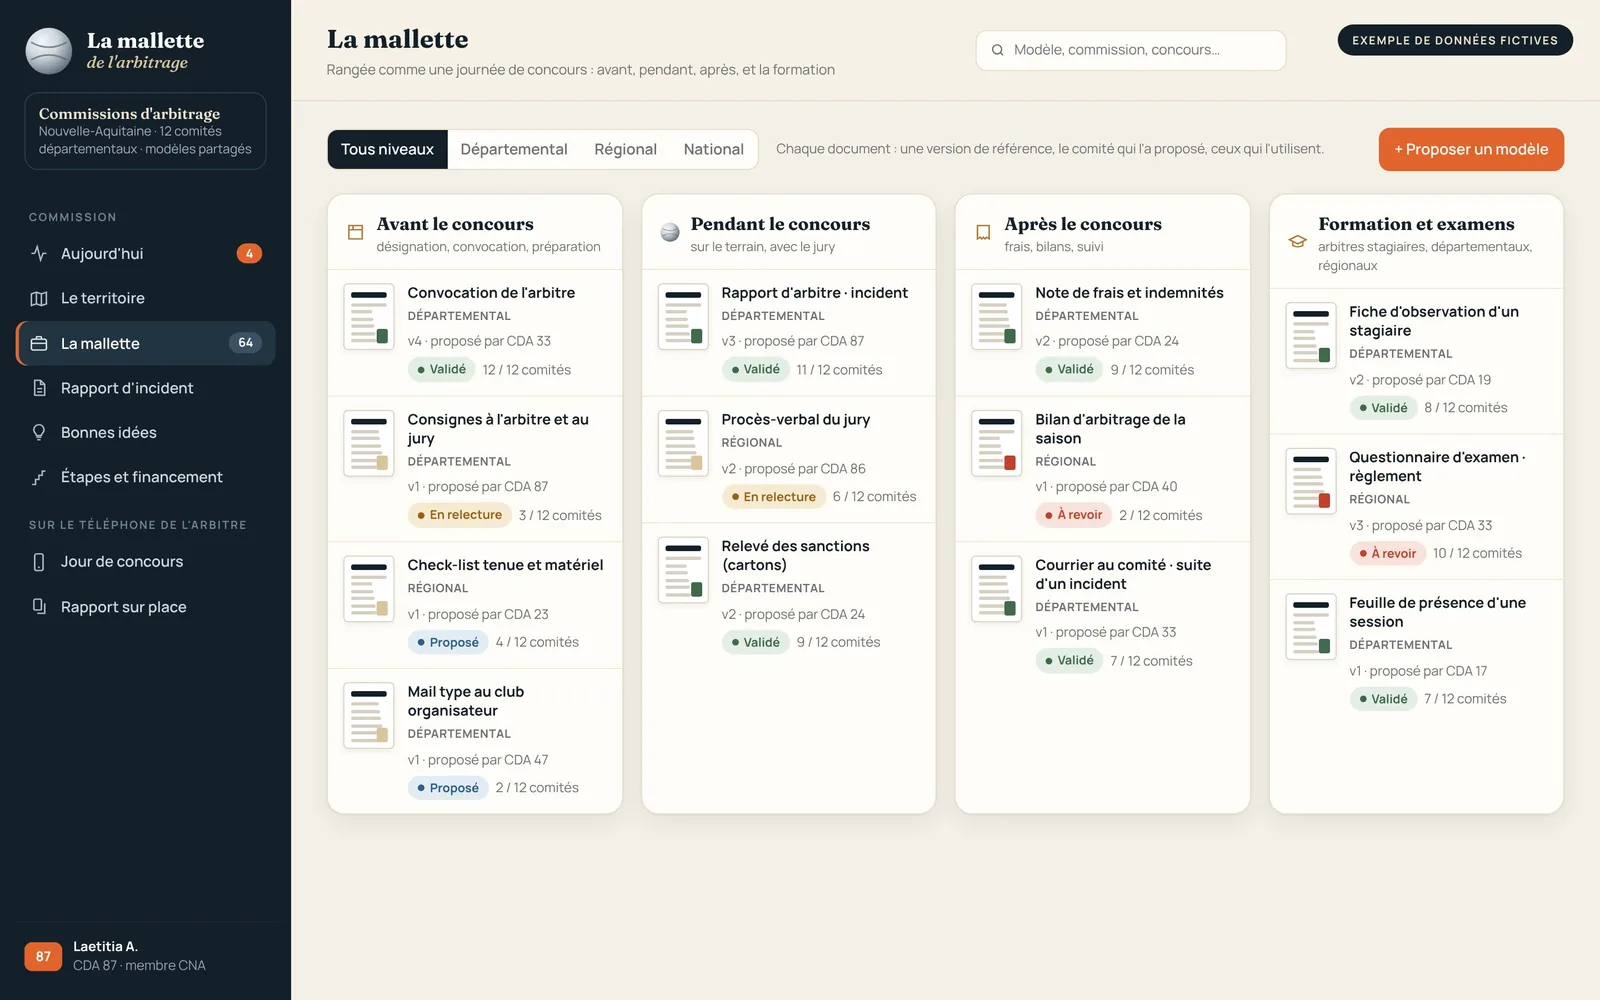 La mallette
de l'arbitrage
Commissions d'arbitrage
Nouvelle-Aquitaine · 12 comités
départementaux · modèles partagés
COMMISSION
Aujourd'hui
4
Le territoire
La mallette
64
Rapport d'incident
Bonnes idées
Étapes et financement
SUR LE TÉLÉPHONE DE L'ARBITRE
Jour de concours
Rapport sur place
87
Laetitia A.
CDA 87 · membre CNA
La mallette
Rangée comme une journée de concours : avant, pendant, après, et la formation
Modèle, commission, concours…
EXEMPLE DE DONNÉES FICTIVES
Tous niveaux
Départemental
Régional
National
Chaque document : une version de référence, le comité qui l'a proposé, ceux qui l'utilisent.
+ Proposer un modèle
Avant le concours
désignation, convocation, préparation
Convocation de l'arbitre
DÉPARTEMENTAL
v4 · proposé par CDA 33
Validé
12 / 12 comités
Consignes à l'arbitre et au
jury
DÉPARTEMENTAL
v1 · proposé par CDA 87
En relecture
3 / 12 comités
Check-list tenue et matériel
RÉGIONAL
v1 · proposé par CDA 23
Proposé
4 / 12 comités
Mail type au club
organisateur
DÉPARTEMENTAL
v1 · proposé par CDA 47
Proposé
2 / 12 comités
Pendant le concours
sur le terrain, avec le jury
Rapport d'arbitre · incident
DÉPARTEMENTAL
v3 · proposé par CDA 87
Validé
11 / 12 comités
Procès-verbal du jury
RÉGIONAL
v2 · proposé par CDA 86
En relecture
6 / 12 comités
Relevé des sanctions
(cartons)
DÉPARTEMENTAL
v2 · proposé par CDA 24
Validé
9 / 12 comités
Après le concours
frais, bilans, suivi
Note de frais et indemnités
DÉPARTEMENTAL
v2 · proposé par CDA 24
Validé
9 / 12 comités
Bilan d'arbitrage de la
saison
RÉGIONAL
v1 · proposé par CDA 40
À revoir
2 / 12 comités
Courrier au comité · suite
d'un incident
DÉPARTEMENTAL
v1 · proposé par CDA 33
Validé
7 / 12 comités
Formation et examens
arbitres stagiaires, départementaux,
régionaux
Fiche d'observation d'un
stagiaire
DÉPARTEMENTAL
v2 · proposé par CDA 19
Validé
8 / 12 comités
Questionnaire d'examen ·
règlement
RÉGIONAL
v3 · proposé par CDA 33
À revoir
10 / 12 comités
Feuille de présence d'une
session
DÉPARTEMENTAL
v1 · proposé par CDA 17
Validé
7 / 12 comités